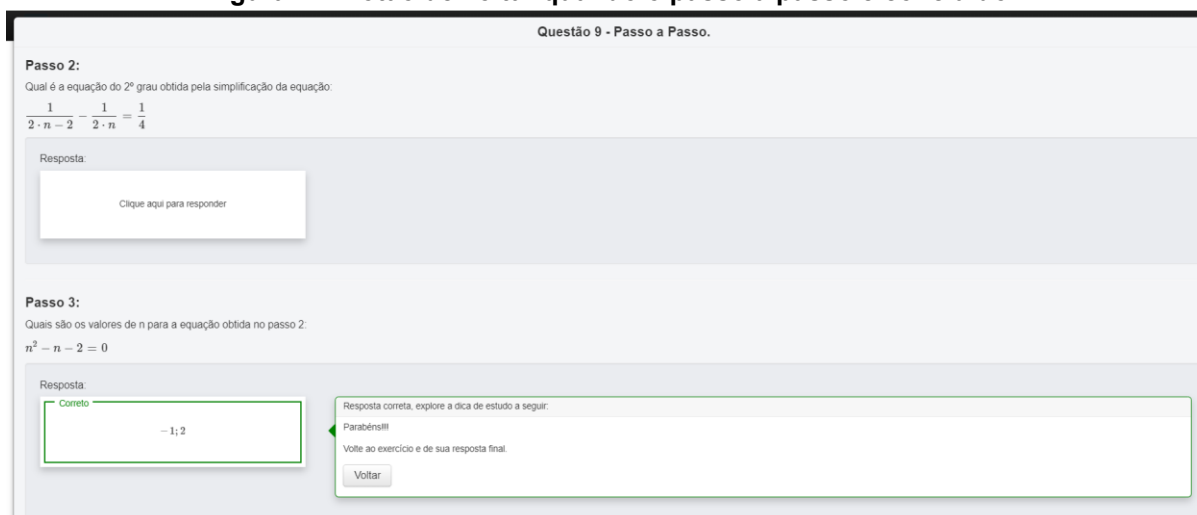 Questão 9 - Passo a Passo.
Passo 2:
Qual é a equação do 2º grau obtida pela simplificação da equação:
1/(2 · n − 2) − 1/(2 · n) = 1/4
Resposta:
Clique aqui para responder
Passo 3:
Quais são os valores de n para a equação obtida no passo 2:
n² − n − 2 = 0
Resposta:
Correto
− 1; 2
Resposta correta, explore a dica de estudo a seguir:
Parabéns!!!!
Volte ao exercício e de sua resposta final.
Voltar